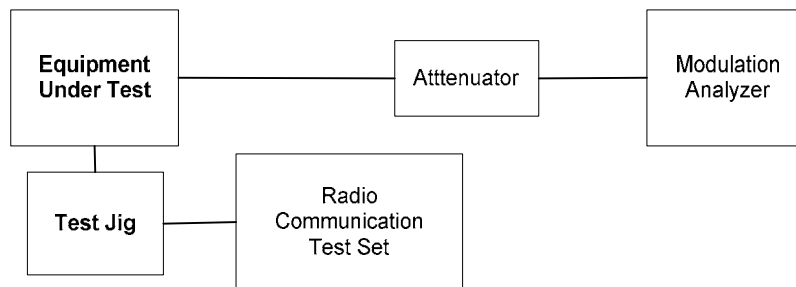 Equipment
Under Test
Atttenuator
Modulation
Analyzer
Test Jig
Radio
Communication
Test Set